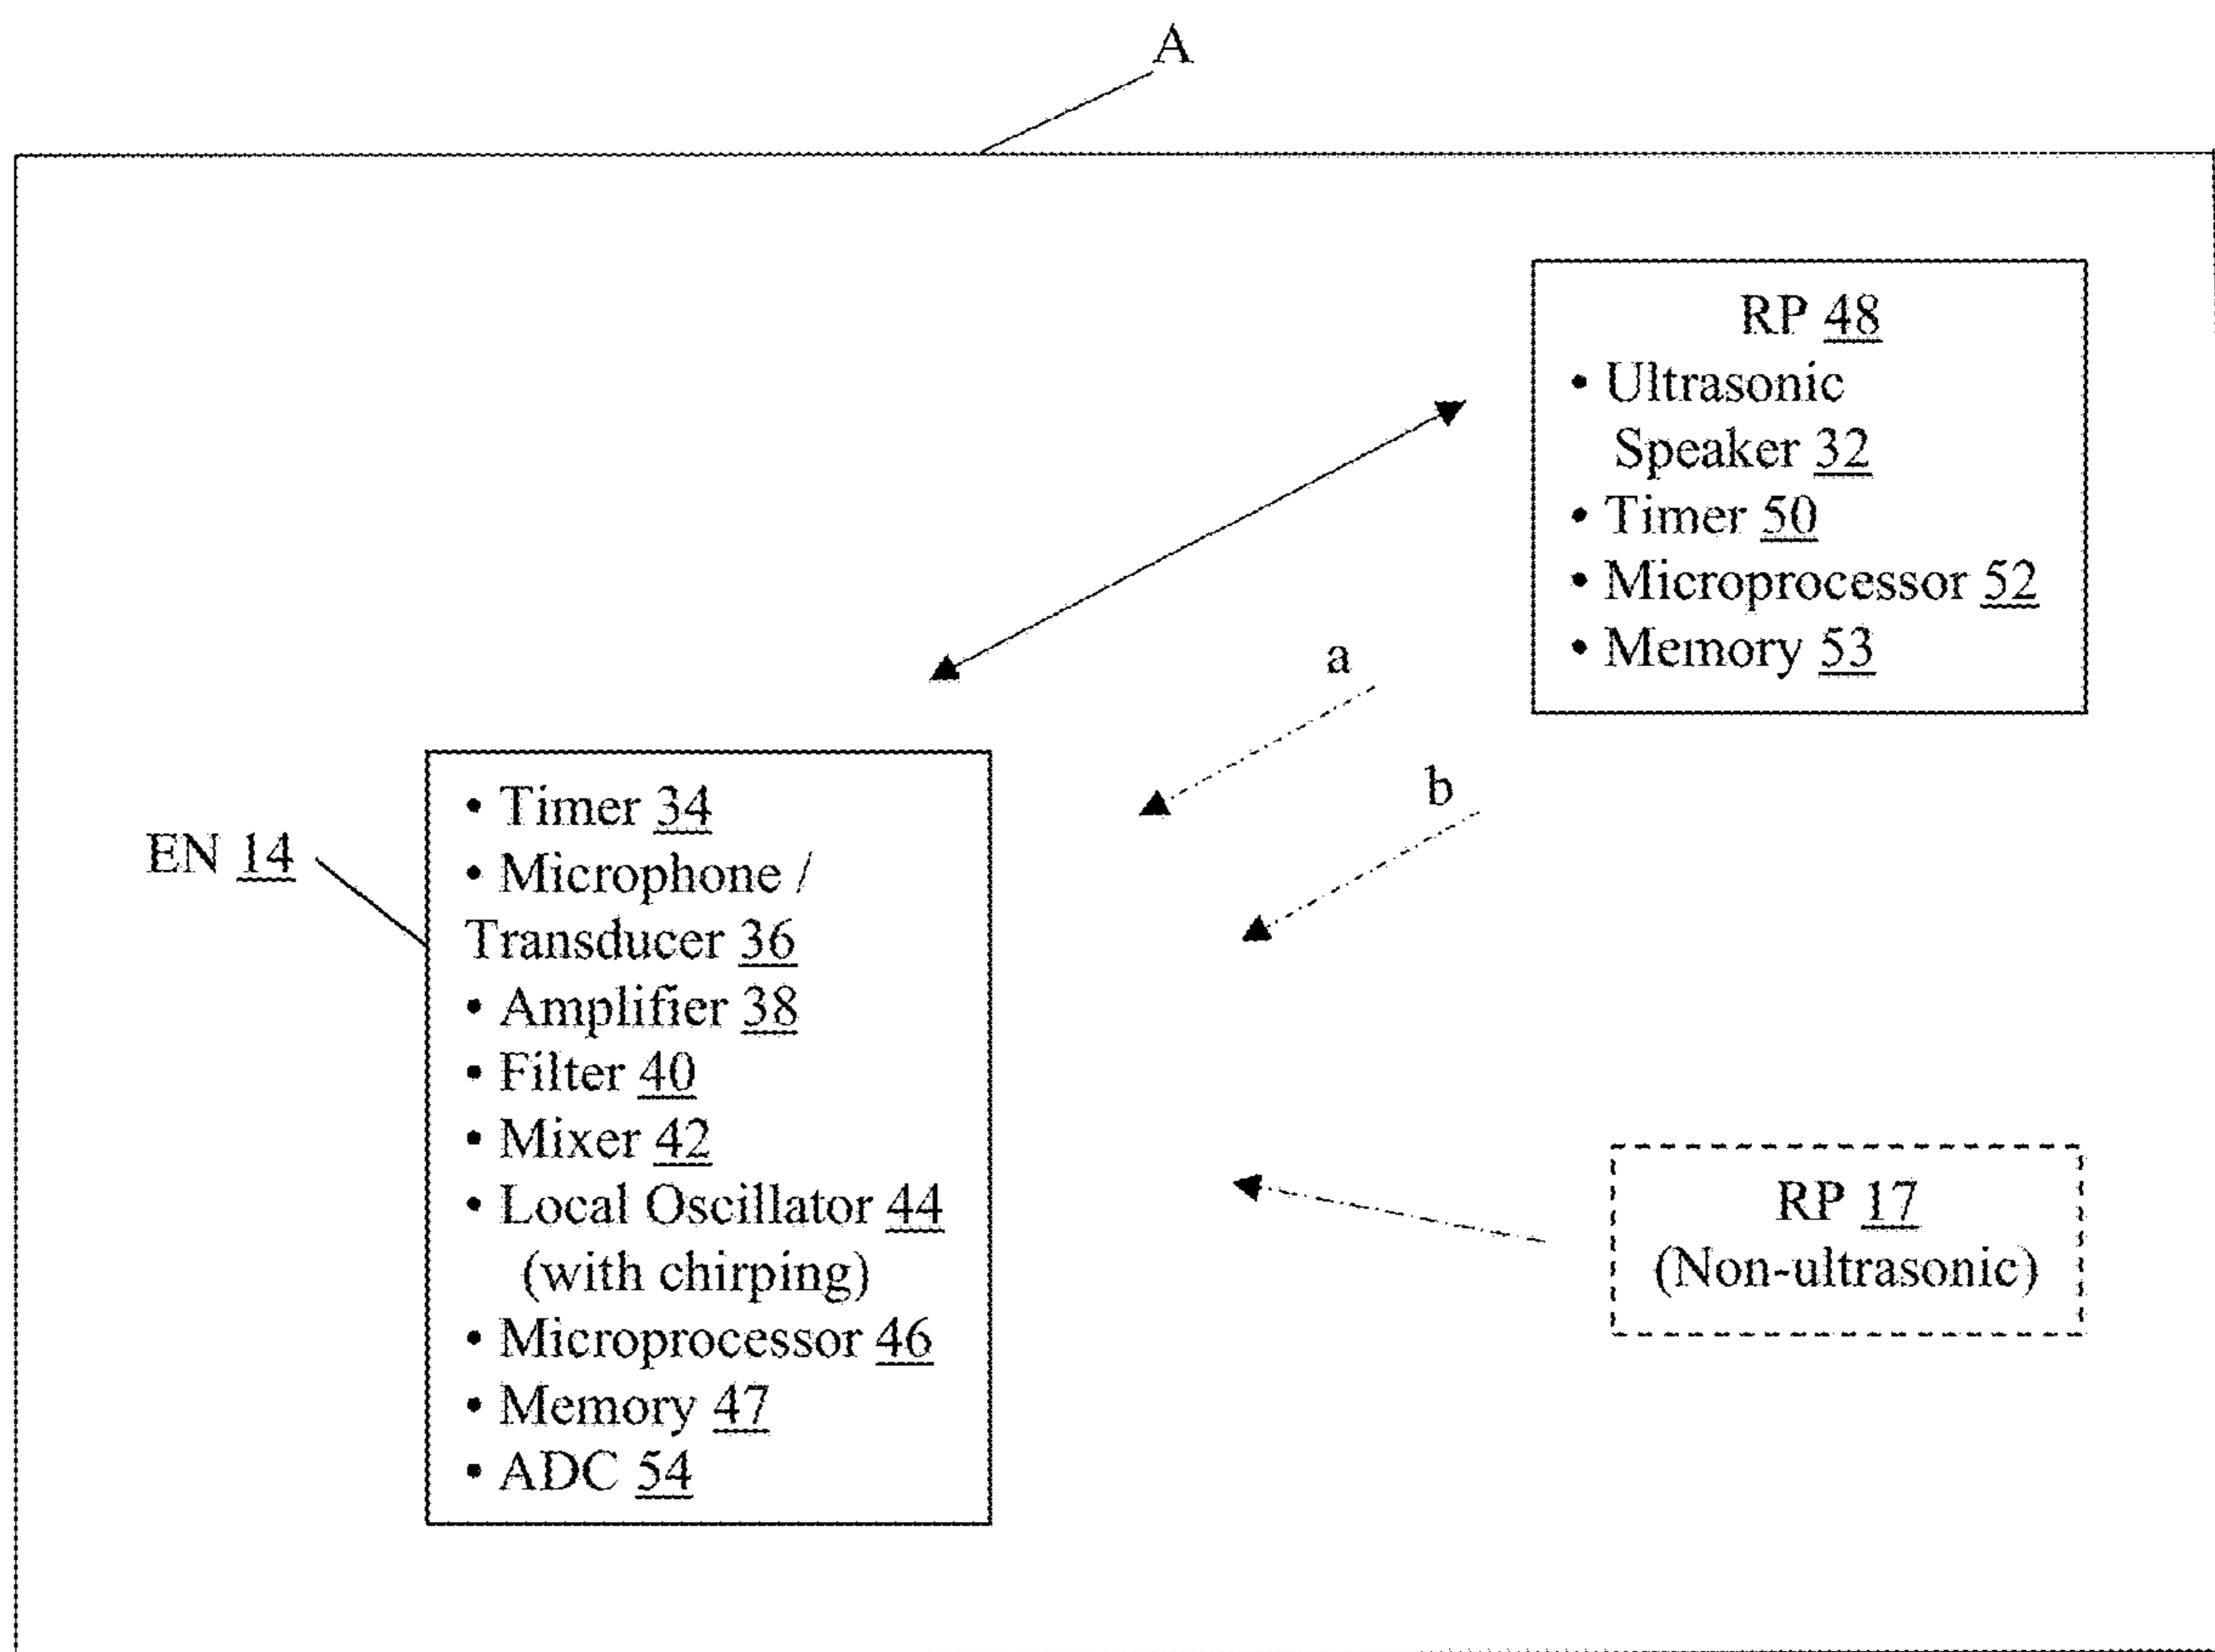 A
RP 48
• Ultrasonic
Speaker 32
• Timer 50
• Microprocessor 52
• Memory 53
a
b
EN 14
• Timer 34
• Microphone /
Transducer 36
• Amplifier 38
• Filter 40
• Mixer 42
• Local Oscillator 44
(with chirping)
• Microprocessor 46
• Memory 47
• ADC 54
RP 17
(Non-ultrasonic)